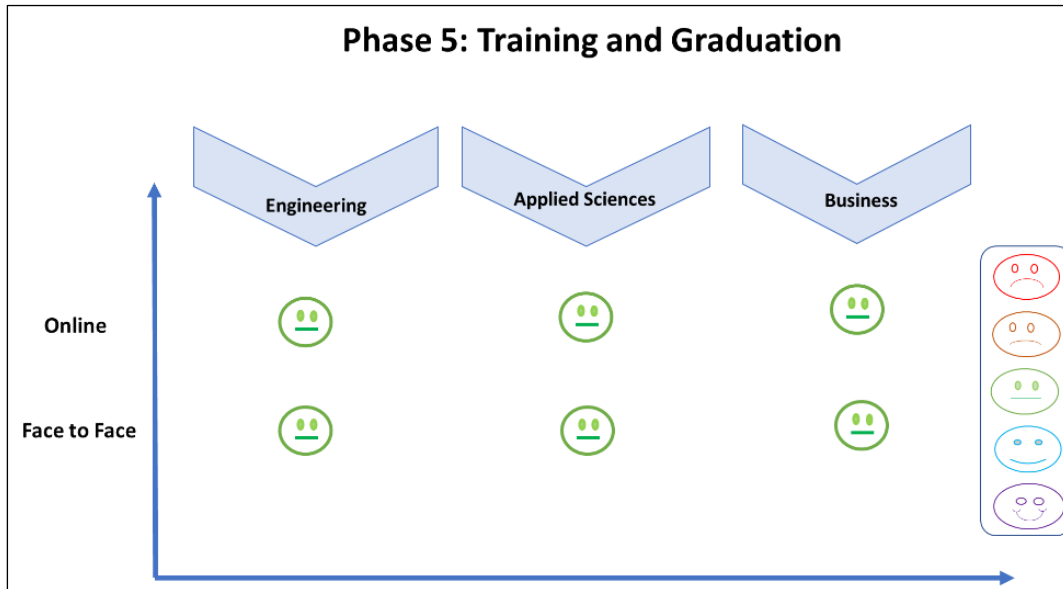 Phase 5: Training and Graduation
Engineering
Applied Sciences
Business
Online
Face to Face